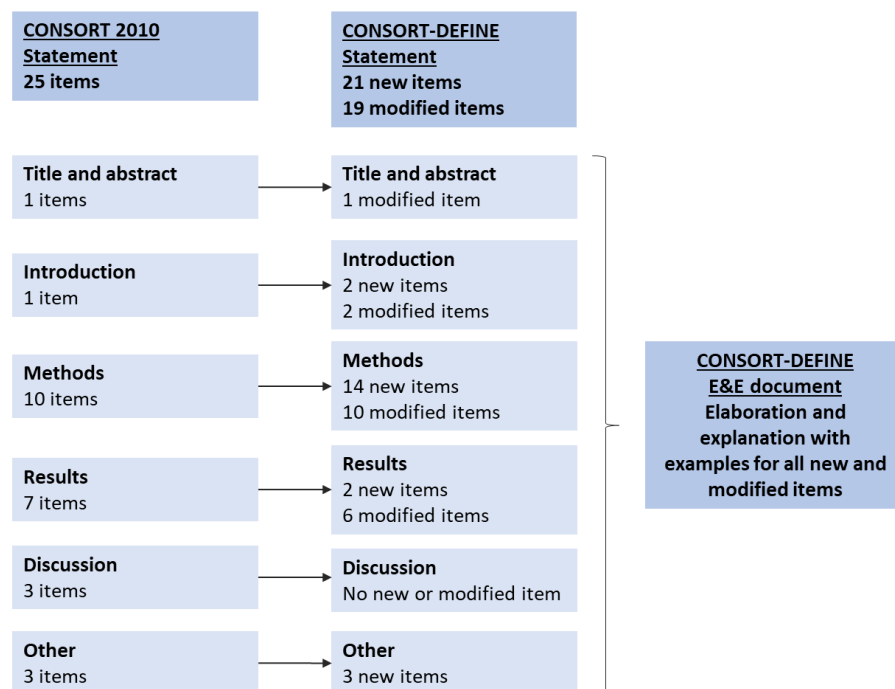 CONSORT 2010
Statement
25 items
CONSORT-DEFINE
Statement
21 new items
19 modified items
Title and abstract
1 items
Title and abstract
1 modified item
Introduction
1 item
Introduction
2 new items
2 modified items
Methods
10 items
Methods
14 new items
10 modified items
Results
7 items
Results
2 new items
6 modified items
Discussion
3 items
Discussion
No new or modified item
Other
3 items
Other
3 new items
CONSORT-DEFINE
E&E document
Elaboration and
explanation with
examples for all new and
modified items